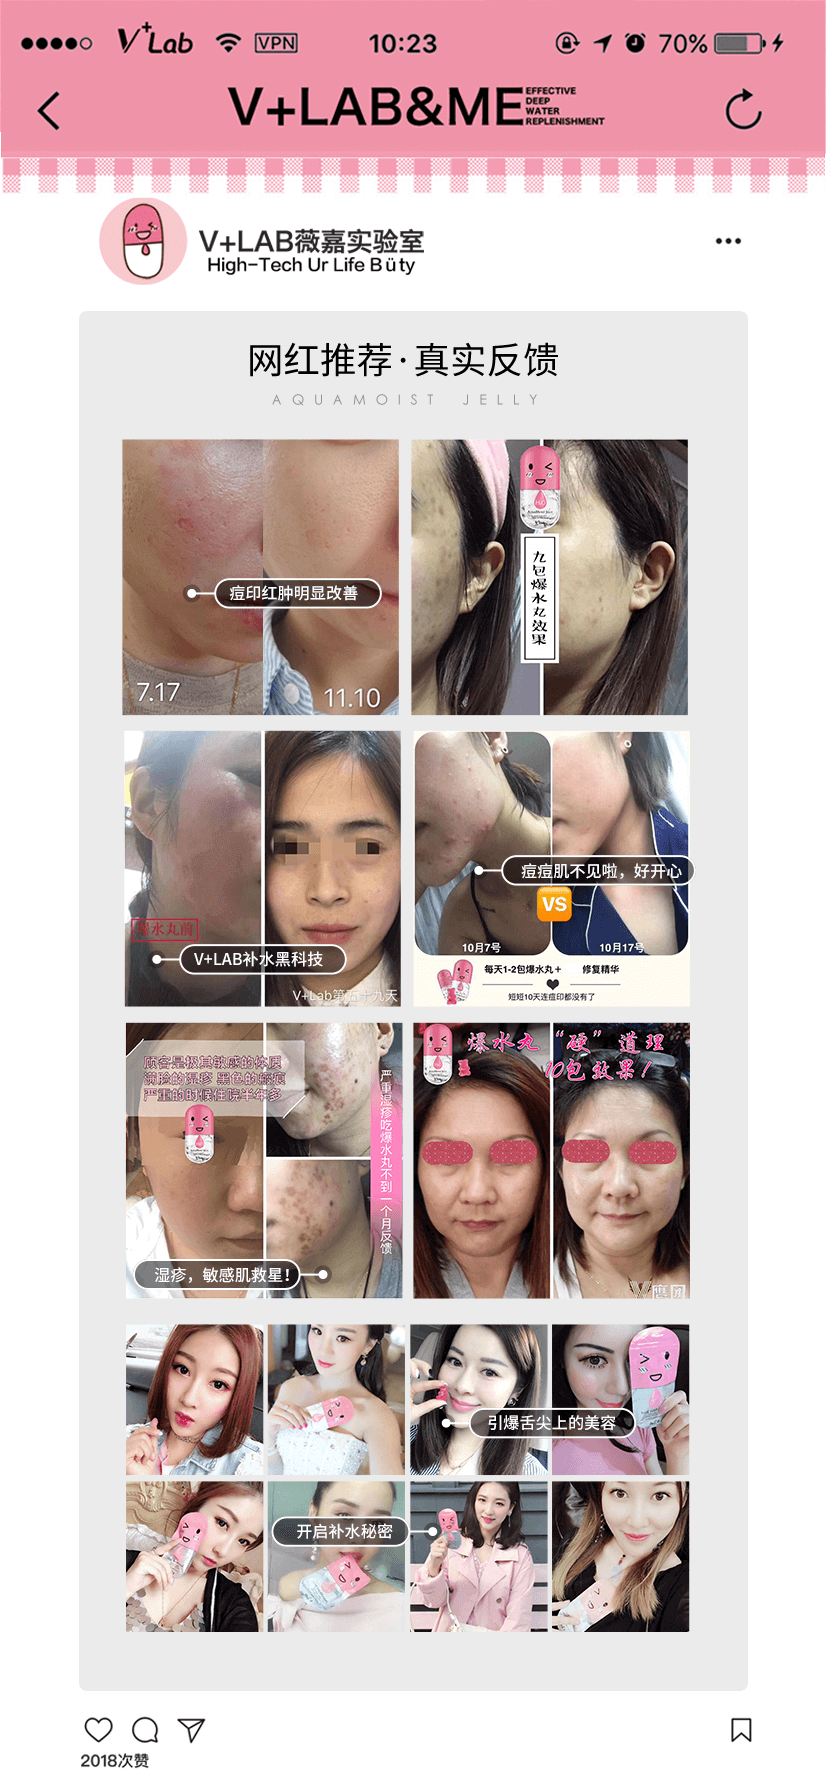 V+Lab
VPN
10:23
70%
V+LAB&ME
EFFECTIVE
DEEP
WATER
REPLENISHMENT
V+LAB薇嘉实验室
High-Tech Ur Life Büty
网红推荐·真实反馈
AQUAMOIST JELLY
痘印红肿明显改善
7.17
11.10
九包爆水丸效果
爆水丸前
V+LAB补水黑科技
V+Lab第五十九天
痘痘肌不见啦，好开心
VS
10月7号
10月17号
每天1-2包爆水丸＋
修复精华
短短10天连痘印都没有了
顾客是极其敏感的体质
满脸的湿疹 黑色的瘢痕
严重的时候住院半年多
严重湿疹吃爆水丸不到一个月反馈
湿疹，敏感肌救星！
爆水丸 “硬”道理
10包效果！
引爆舌尖上的美容
开启补水秘密
2018次赞